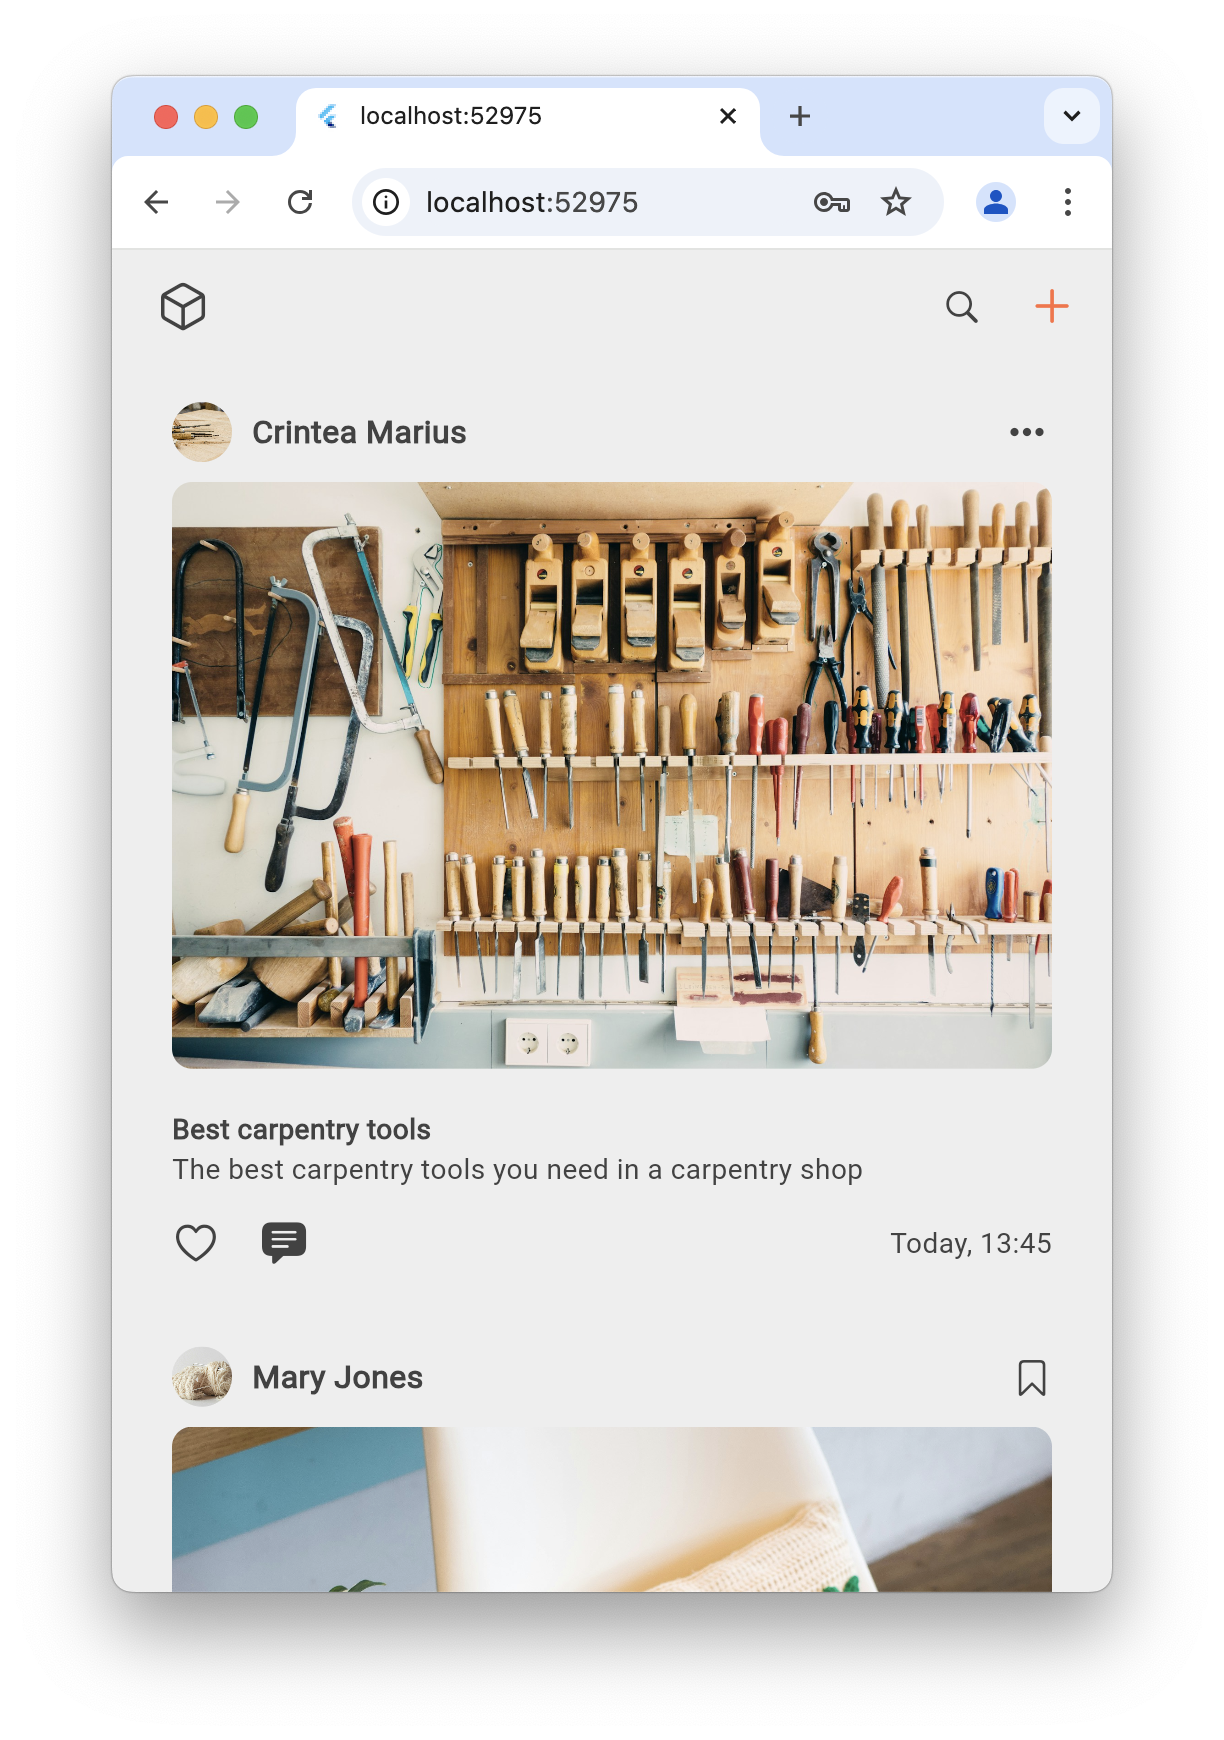 localhost:52975
localhost:52975
Crintea Marius
Best carpentry tools
The best carpentry tools you need in a carpentry shop
Today, 13:45
Mary Jones